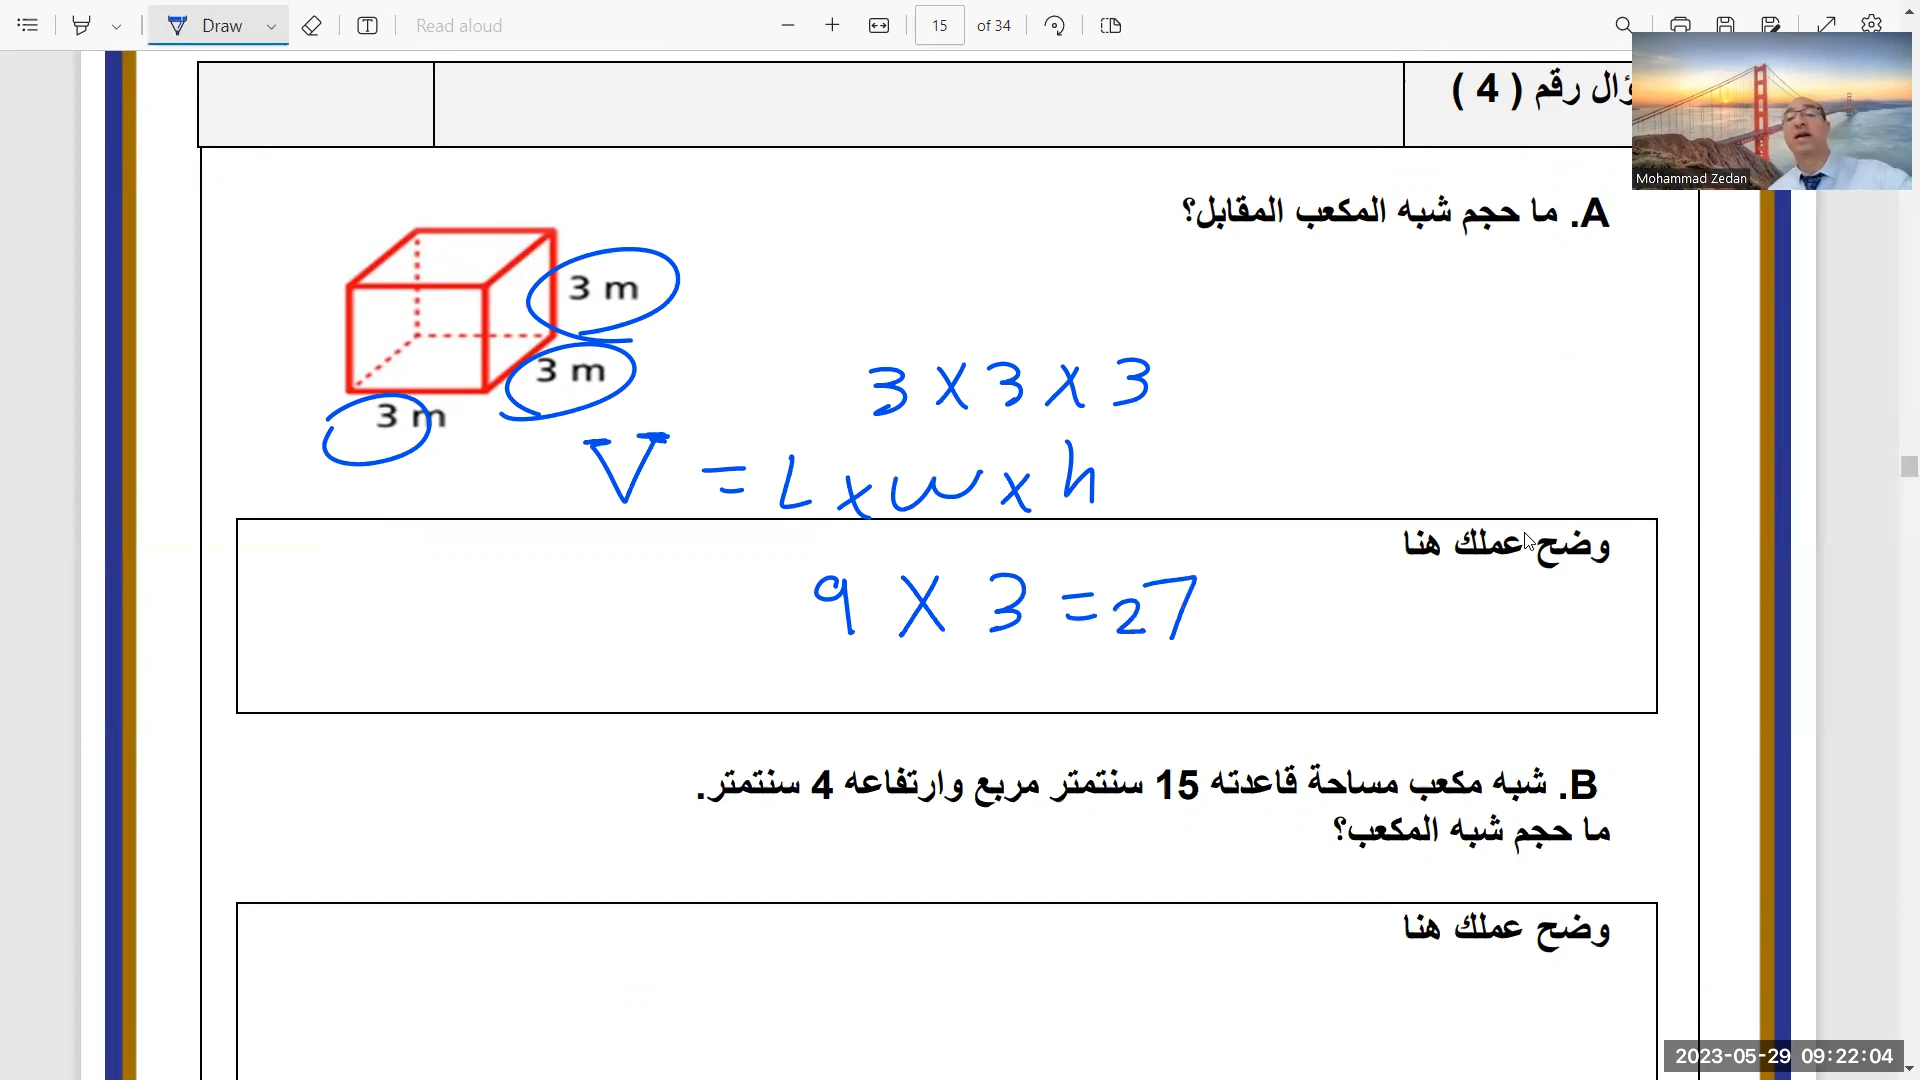 Draw
Read aloud
15 of 34
ؤال رقم ( 4 )
Mohammad Zedan
A. ما حجم شبه المكعب المقابل؟
3 m
3 m
3 m
3 x 3 x 3
V = L x w x h
وضح عملك هنا
9 x 3 = 27
B. شبه مكعب مساحة قاعدته 15 سنتمتر مربع وارتفاعه 4 سنتمتر.
ما حجم شبه المكعب؟
وضح عملك هنا
2023-05-29 09:22:04